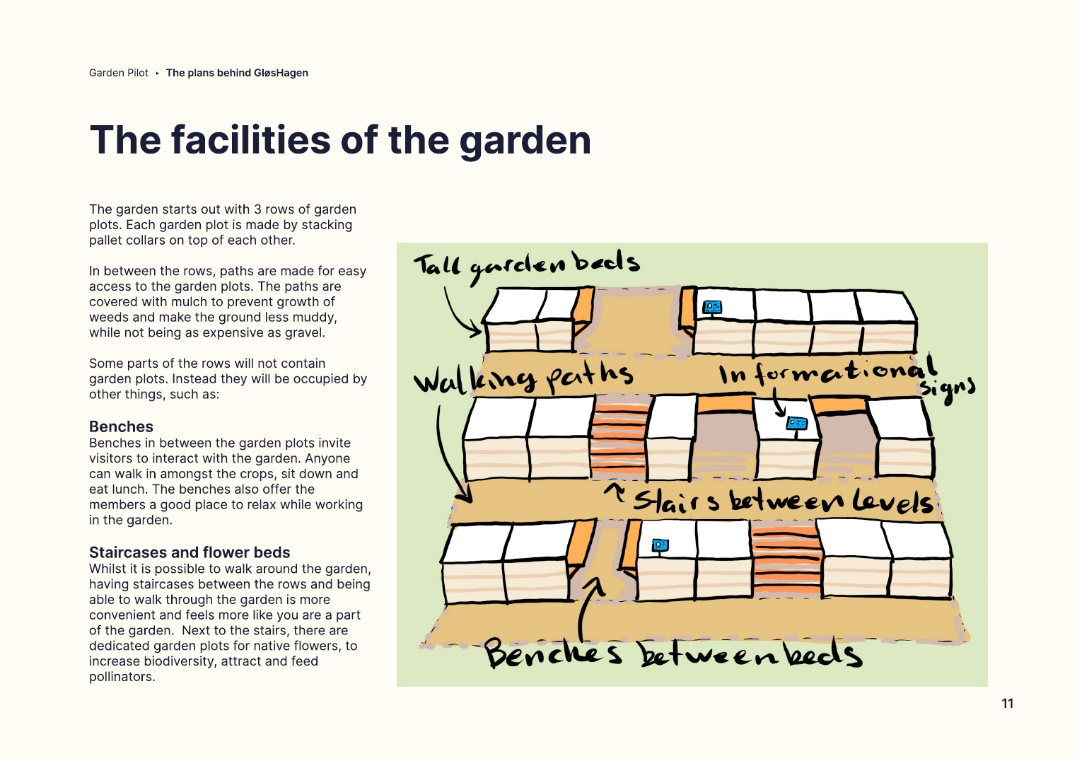 Garden Pilot ‣ The plans behind GløsHagen
The facilities of the garden
The garden starts out with 3 rows of garden
plots. Each garden plot is made by stacking
pallet collars on top of each other.
In between the rows, paths are made for easy
access to the garden plots. The paths are
covered with mulch to prevent growth of
weeds and make the ground less muddy,
while not being as expensive as gravel.
Some parts of the rows will not contain
garden plots. Instead they will be occupied by
other things, such as:
Benches
Benches in between the garden plots invite
visitors to interact with the garden. Anyone
can walk in amongst the crops, sit down and
eat lunch. The benches also offer the
members a good place to relax while working
in the garden.
Staircases and flower beds
Whilst it is possible to walk around the garden,
having staircases between the rows and being
able to walk through the garden is more
convenient and feels more like you are a part
of the garden.  Next to the stairs, there are
dedicated garden plots for native flowers, to
increase biodiversity, attract and feed
pollinators.
Tall garden beds
Walking paths
Informational
signs
Stairs between levels
Benches between beds
11